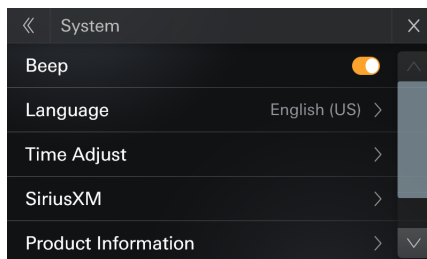 System
Beep
Language English (US)
Time Adjust
SiriusXM
Product Information